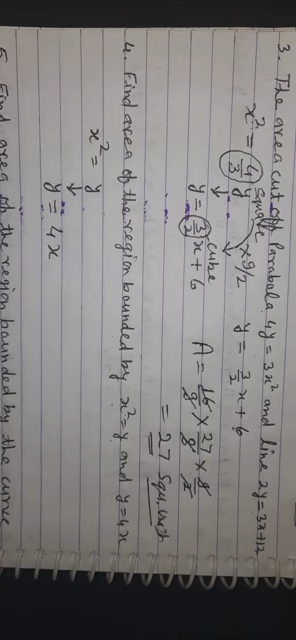 3. The area cut off Parabola 4y = 3x² and line 2y = 3x+12
x² = 4/3 y × 9/2 y = 3/2 x + 6
square
cube
y = 3/2 x + 6 A = 16/9 × 27/8 ×
= 27 squ. unit
4. Find area of the region bounded by x² = y and y = 4x
x² = y
↓
y = 4x
5. Find area of the region bounded by the curve